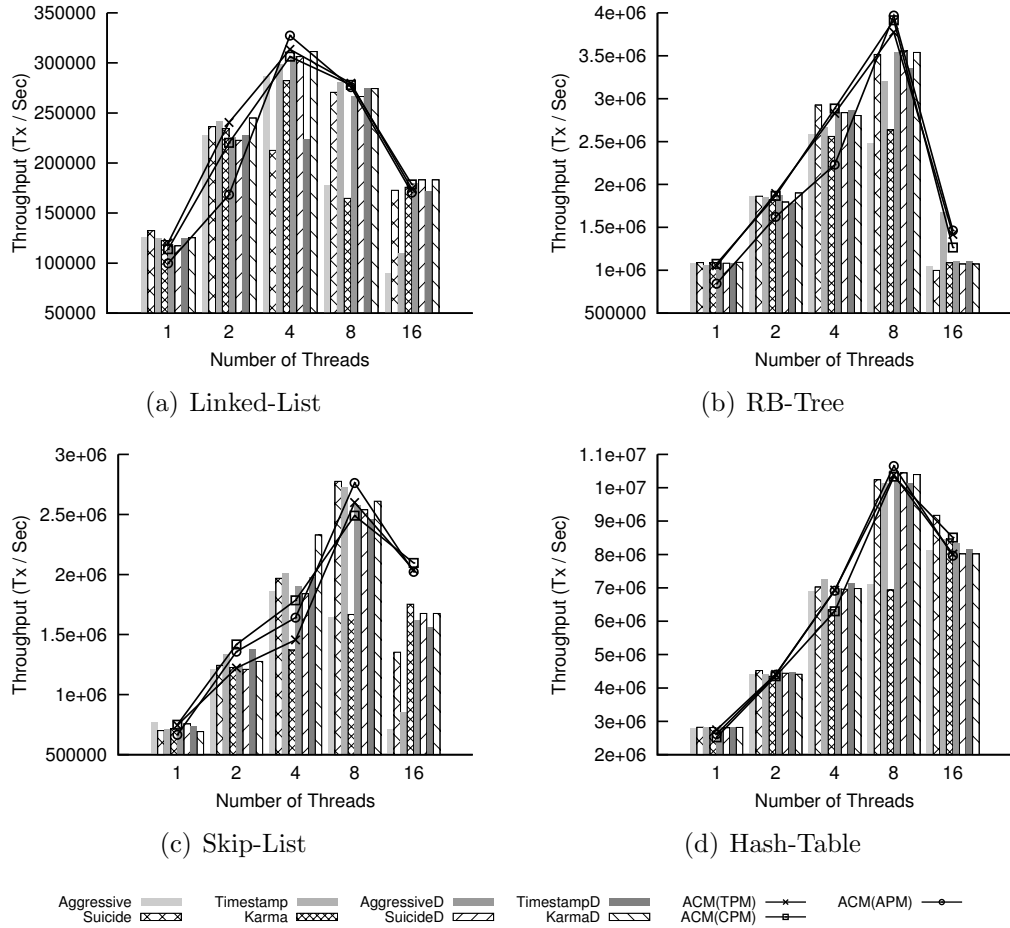 350000
300000
250000
200000
150000
100000
50000
Throughput (Tx / Sec)
1 2 4 8 16
Number of Threads
(a) Linked-List
4e+06
3.5e+06
3e+06
2.5e+06
2e+06
1.5e+06
1e+06
500000
Throughput (Tx / Sec)
1 2 4 8 16
Number of Threads
(b) RB-Tree
3e+06
2.5e+06
2e+06
1.5e+06
1e+06
500000
Throughput (Tx / Sec)
1 2 4 8 16
Number of Threads
(c) Skip-List
1.1e+07
1e+07
9e+06
8e+06
7e+06
6e+06
5e+06
4e+06
3e+06
2e+06
Throughput (Tx / Sec)
1 2 4 8 16
Number of Threads
(d) Hash-Table
Aggressive Timestamp AggressiveD TimestampD ACM(TPM) ACM(APM)
Suicide Karma SuicideD KarmaD ACM(CPM)